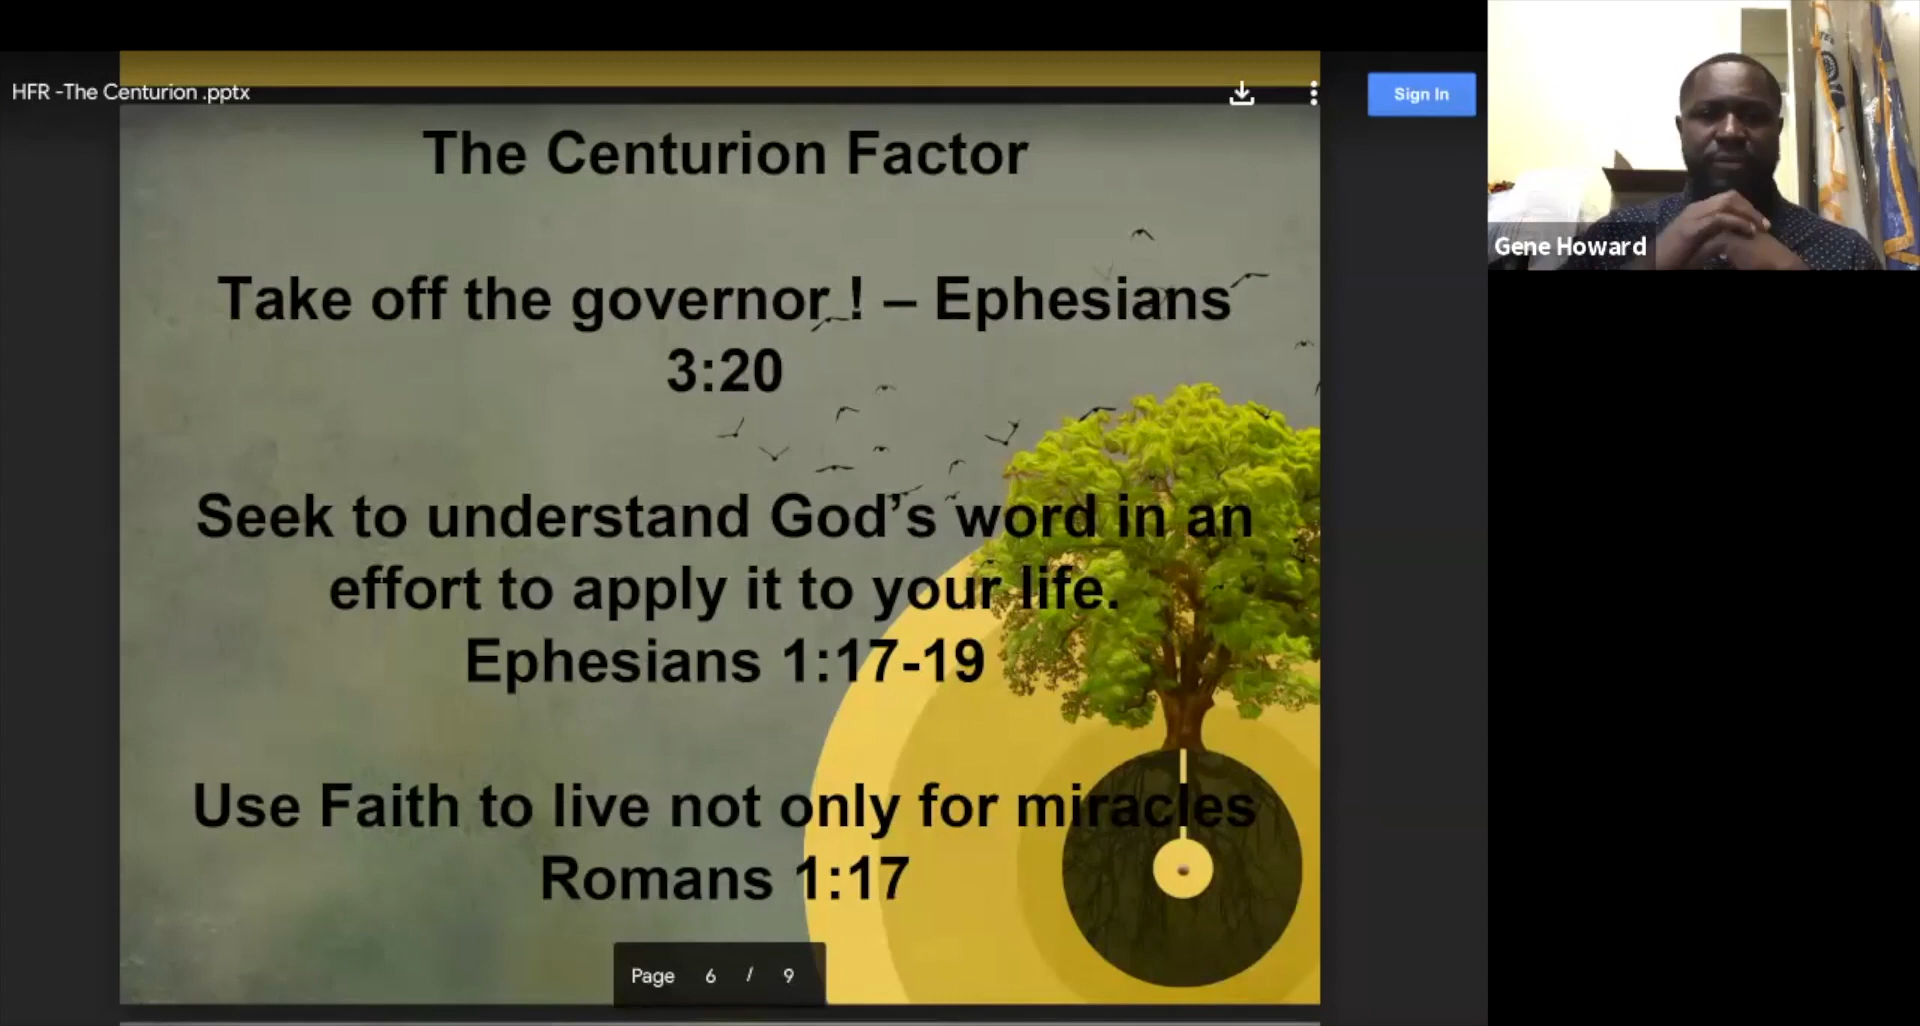 HFR -The Centurion .pptx
Sign In
The Centurion Factor
Take off the governor ! – Ephesians
3:20
Seek to understand God’s word in an
effort to apply it to your life.
Ephesians 1:17-19
Use Faith to live not only for miracles
Romans 1:17
Page 6 / 9
Gene Howard